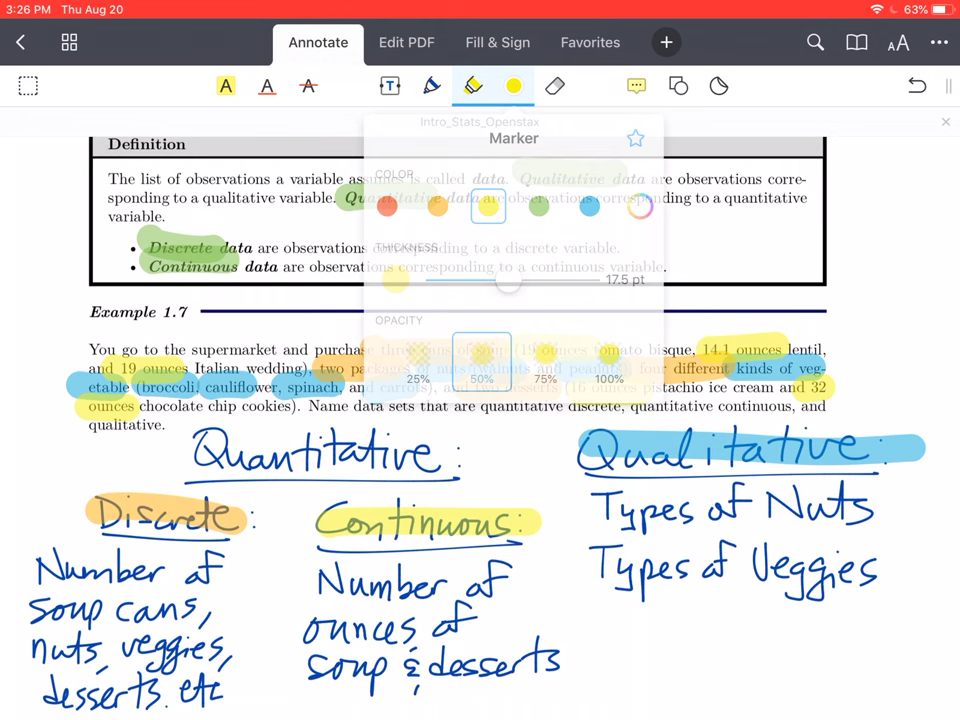 3:26 PM Thu Aug 20 63%
Annotate Edit PDF Fill & Sign Favorites
AA
A A A T
Intro_Stats_Openstax
Marker
Definition
The list of observations a variable assumes is called data. Qualitative data are observations corre-
sponding to a qualitative variable. Quantitative data are observations corresponding to a quantitative
variable.
• Discrete data are observations corresponding to a discrete variable.
• Continuous data are observations corresponding to a continuous variable.
COLOR
THICKNESS
17.5 pt
OPACITY
25% 50% 75% 100%
Example 1.7
You go to the supermarket and purchase three cans of soup (19 ounces tomato bisque, 14.1 ounces lentil,
and 19 ounces Italian wedding), two packages of nuts (walnuts and peanuts), four different kinds of veg-
etable (broccoli, cauliflower, spinach, and carrots), and two desserts (16 ounces pistachio ice cream and 32
ounces chocolate chip cookies). Name data sets that are quantitative discrete, quantitative continuous, and
qualitative.
Quantitative:
Discrete:
Number of
soup cans,
nuts, veggies,
desserts. etc
Continuous:
Number of
ounces of
soup & desserts
Qualitative:
Types of Nuts
Types of Veggies